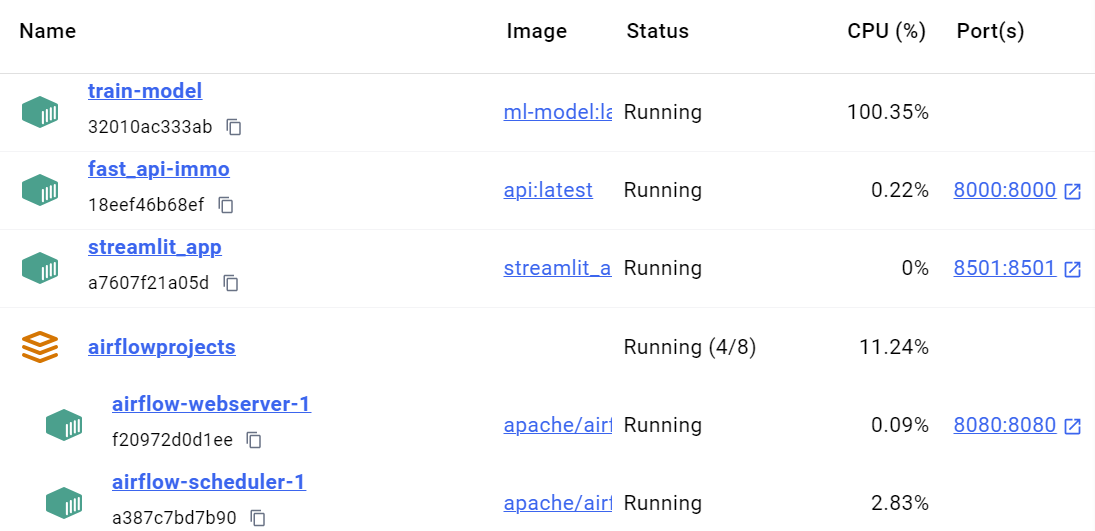 Name Image Status CPU (%) Port(s)
train-model
32010ac333ab
ml-model:la Running 100.35%
fast_api-immo
18eef46b68ef
api:latest Running 0.22% 8000:8000
streamlit_app
a7607f21a05d
streamlit_a Running 0% 8501:8501
airflowprojects Running (4/8) 11.24%
airflow-webserver-1
f20972d0d1ee
apache/airf Running 0.09% 8080:8080
airflow-scheduler-1
a387c7bd7b90
apache/airf Running 2.83%